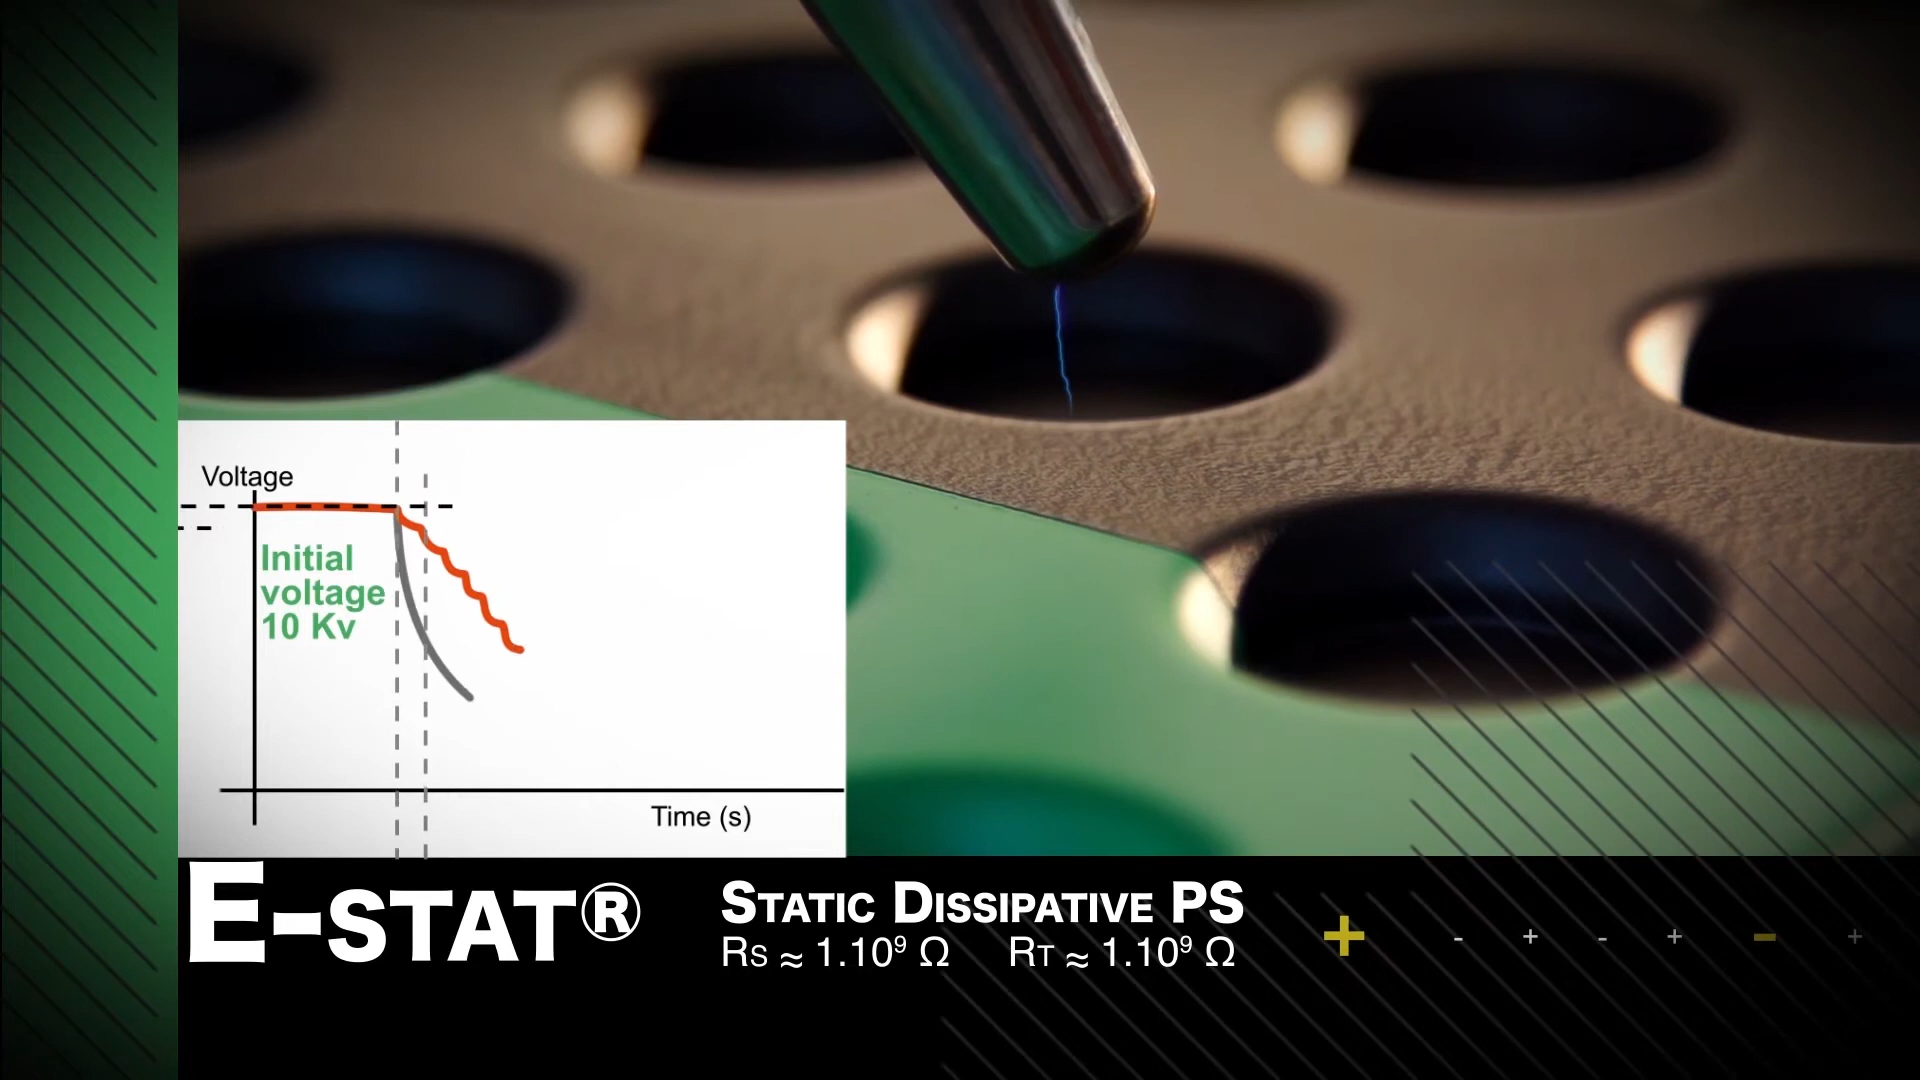 Voltage
Initial
voltage
10 Kv
Time (s)
E-STAT®
STATIC DISSIPATIVE PS
Rs ≈ 1.10⁹ Ω RT ≈ 1.10⁹ Ω
+ - + - + - +